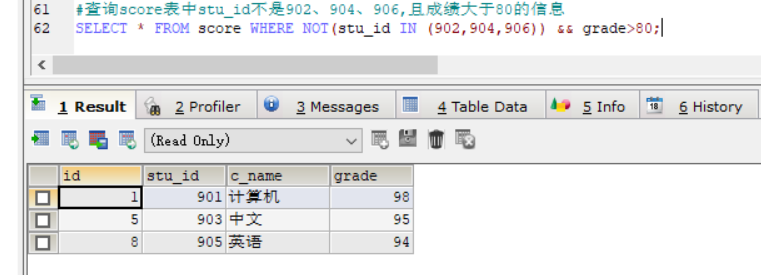 61 #查询score表中stu_id不是902、904、906,且成绩大于80的信息
62 SELECT * FROM score WHERE NOT(stu_id IN (902,904,906)) && grade>80;
1 Result 2 Profiler 3 Messages 4 Table Data 5 Info 6 History
(Read Only)
id stu_id c_name grade
1 901 计算机 98
5 903 中文 95
8 905 英语 94